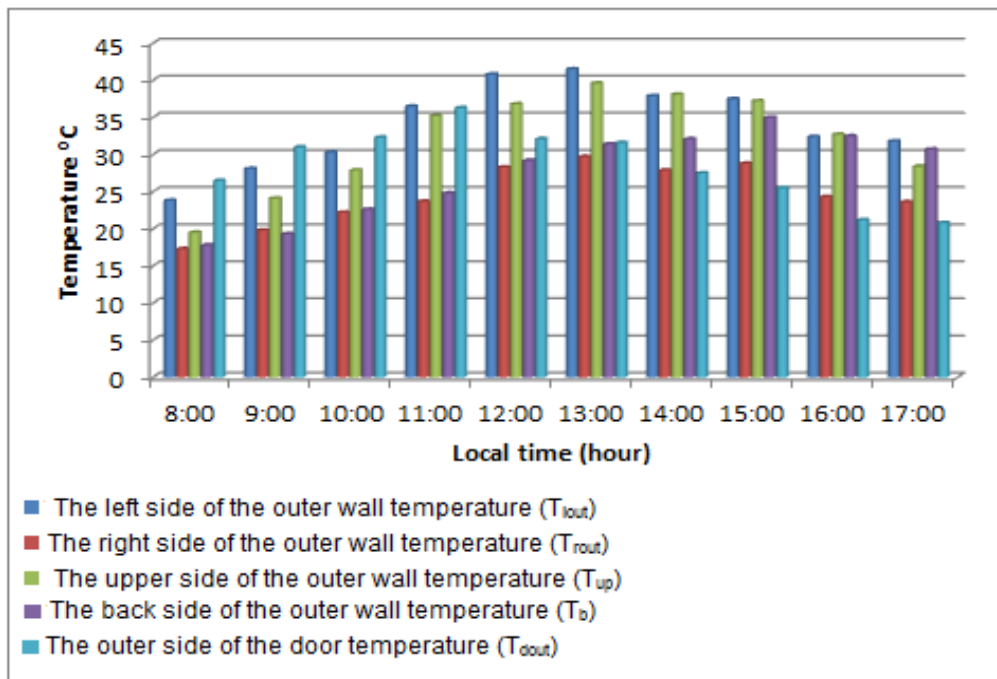 Temperature ⁰C
45
40
35
30
25
20
15
10
5
0
8:00 9:00 10:00 11:00 12:00 13:00 14:00 15:00 16:00 17:00
Local time (hour)
The left side of the outer wall temperature (Tlout)
The right side of the outer wall temperature (Trout)
The upper side of the outer wall temperature (Tup)
The back side of the outer wall temperature (Tb)
The outer side of the door temperature (Tdout)